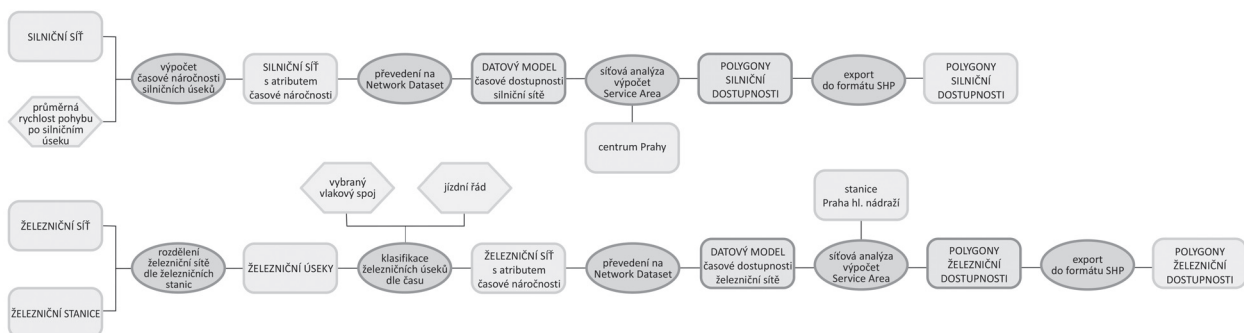 SILNIČNÍ SÍŤ
průměrná
rychlost pohybu
po silničním
úseku
výpočet
časové náročnosti
silničních úseků
SILNIČNÍ SÍŤ
s atributem
časové náročnosti
převedení na
Network Dataset
DATOVÝ MODEL
časové dostupnosti
silniční sítě
síťová analýza
výpočet
Service Area
centrum Prahy
POLYGONY
SILNIČNÍ
DOSTUPNOSTI
export
do formátu SHP
POLYGONY
SILNIČNÍ
DOSTUPNOSTI
ŽELEZNIČNÍ SÍŤ
ŽELEZNIČNÍ STANICE
rozdělení
železniční sítě
dle železničních
stanic
ŽELEZNIČNÍ ÚSEKY
vybraný
vlakový spoj
jízdní řád
klasifikace
železničních úseků
dle času
ŽELEZNIČNÍ SÍŤ
s atributem
časové náročnosti
převedení na
Network Dataset
DATOVÝ MODEL
časové dostupnosti
železniční sítě
stanice
Praha hl. nádraží
síťová analýza
výpočet
Service Area
POLYGONY
ŽELEZNIČNÍ
DOSTUPNOSTI
export
do formátu SHP
POLYGONY
ŽELEZNIČNÍ
DOSTUPNOSTI